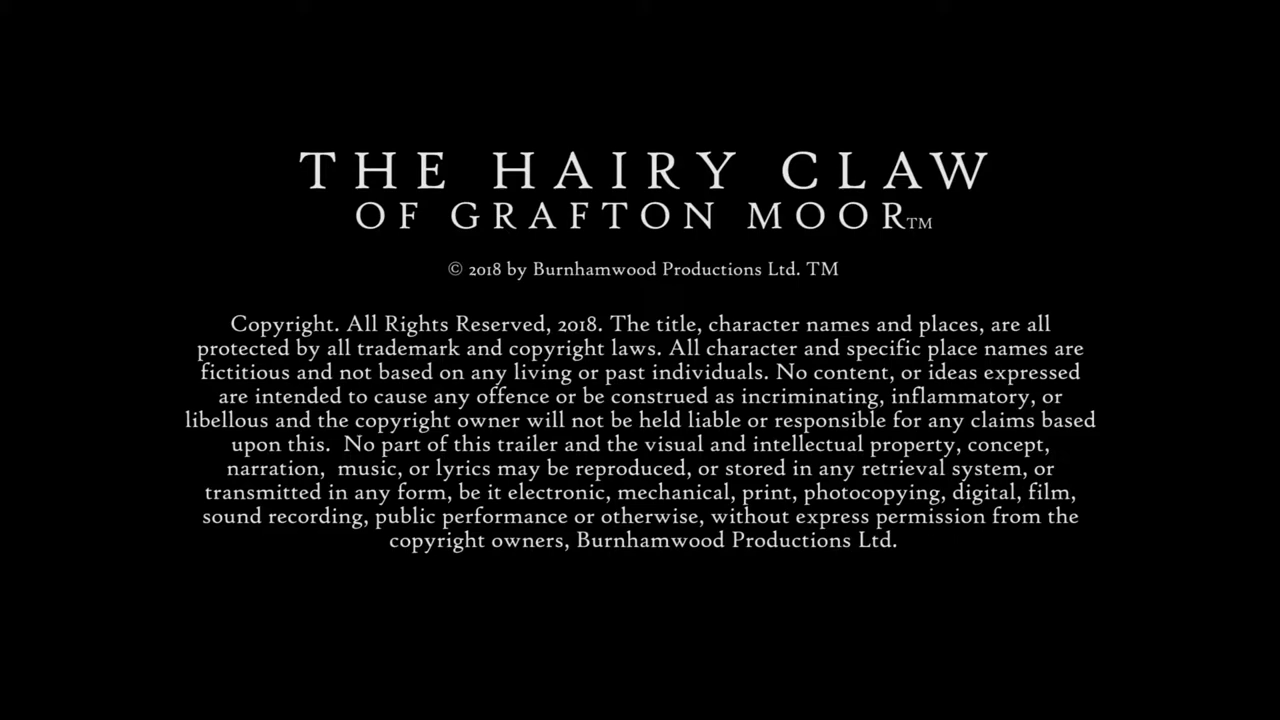 THE HAIRY CLAW
OF GRAFTON MOOR™
© 2018 by Burnhamwood Productions Ltd. TM
Copyright. All Rights Reserved, 2018. The title, character names and places, are all
protected by all trademark and copyright laws. All character and specific place names are
fictitious and not based on any living or past individuals. No content, or ideas expressed
are intended to cause any offence or be construed as incriminating, inflammatory, or
libellous and the copyright owner will not be held liable or responsible for any claims based
upon this.  No part of this trailer and the visual and intellectual property, concept,
narration,  music, or lyrics may be reproduced, or stored in any retrieval system, or
transmitted in any form, be it electronic, mechanical, print, photocopying, digital, film,
sound recording, public performance or otherwise, without express permission from the
copyright owners, Burnhamwood Productions Ltd.